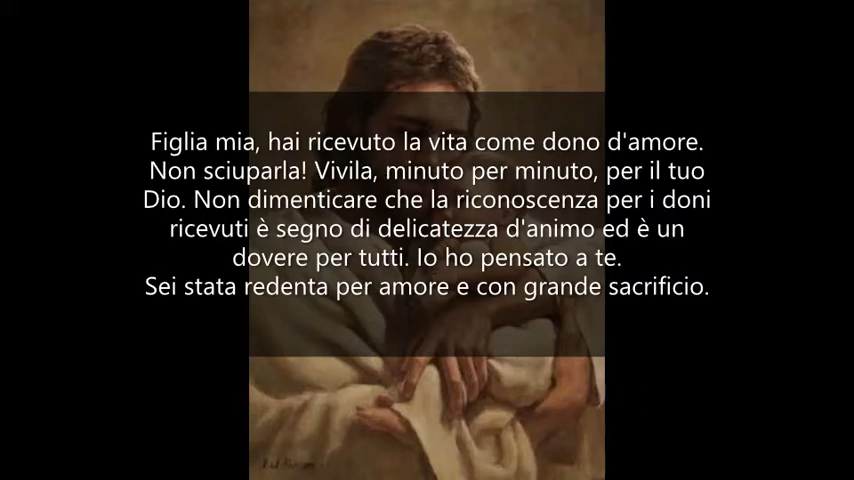 Figlia mia, hai ricevuto la vita come dono d'amore.
Non sciuparla! Vivila, minuto per minuto, per il tuo
Dio. Non dimenticare che la riconoscenza per i doni
ricevuti è segno di delicatezza d'animo ed è un
dovere per tutti. Io ho pensato a te.
Sei stata redenta per amore e con grande sacrificio.